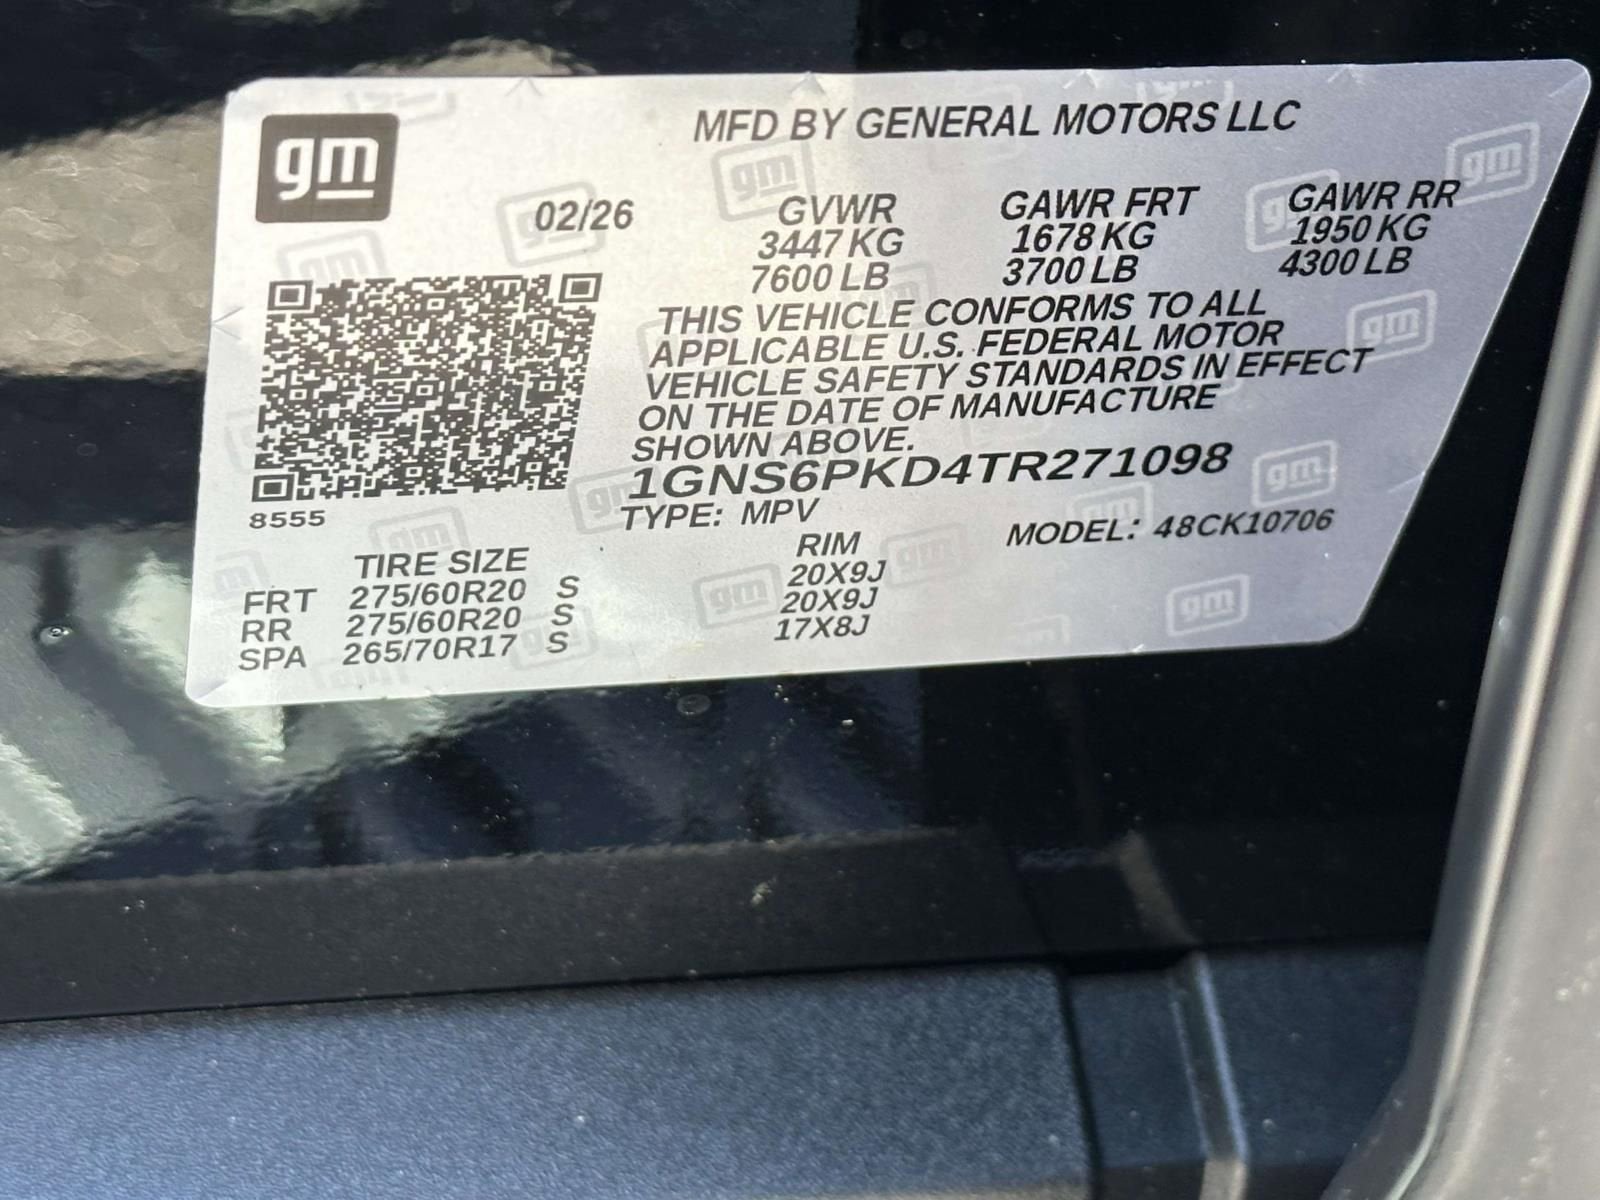 gm
MFD BY GENERAL MOTORS LLC
02/26 GVWR GAWR FRT GAWR RR
3447 KG 1678 KG 1950 KG
7600 LB 3700 LB 4300 LB
THIS VEHICLE CONFORMS TO ALL
APPLICABLE U.S. FEDERAL MOTOR
VEHICLE SAFETY STANDARDS IN EFFECT
ON THE DATE OF MANUFACTURE
SHOWN ABOVE.
1GNS6PKD4TR271098
8555
TYPE: MPV MODEL: 48CK10706
TIRE SIZE RIM
FRT 275/60R20 S 20X9J
RR 275/60R20 S 20X9J
SPA 265/70R17 S 17X8J